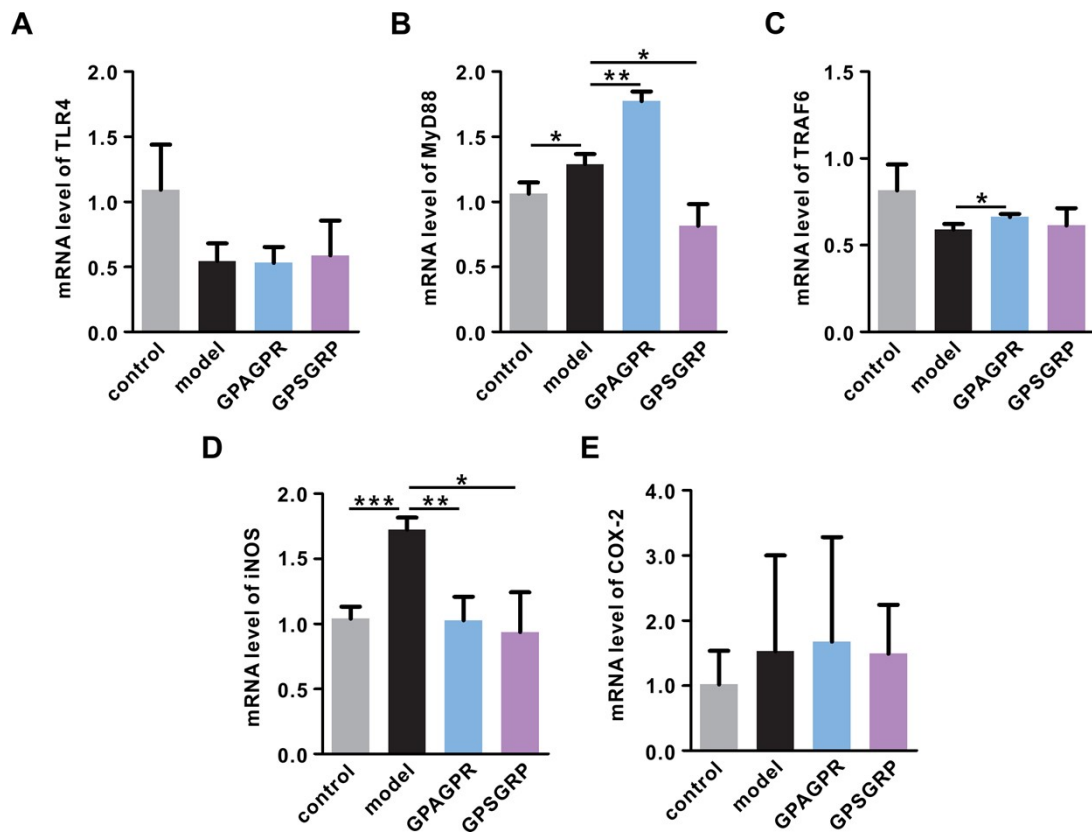 A
mRNA level of TLR4
2.0
1.5
1.0
0.5
0.0
control
model
GPAGPR
GPSGRP
B
mRNA level of MyD88
2.0
1.5
1.0
0.5
0.0
*
**
*
control
model
GPAGPR
GPSGRP
C
mRNA level of TRAF6
1.5
1.0
0.5
0.0
*
control
model
GPAGPR
GPSGRP
D
mRNA level of iNOS
2.0
1.5
1.0
0.5
0.0
*
*** **
control
model
GPAGPR
GPSGRP
E
mRNA level of COX-2
4.0
3.0
2.0
1.0
0.0
control
model
GPAGPR
GPSGRP